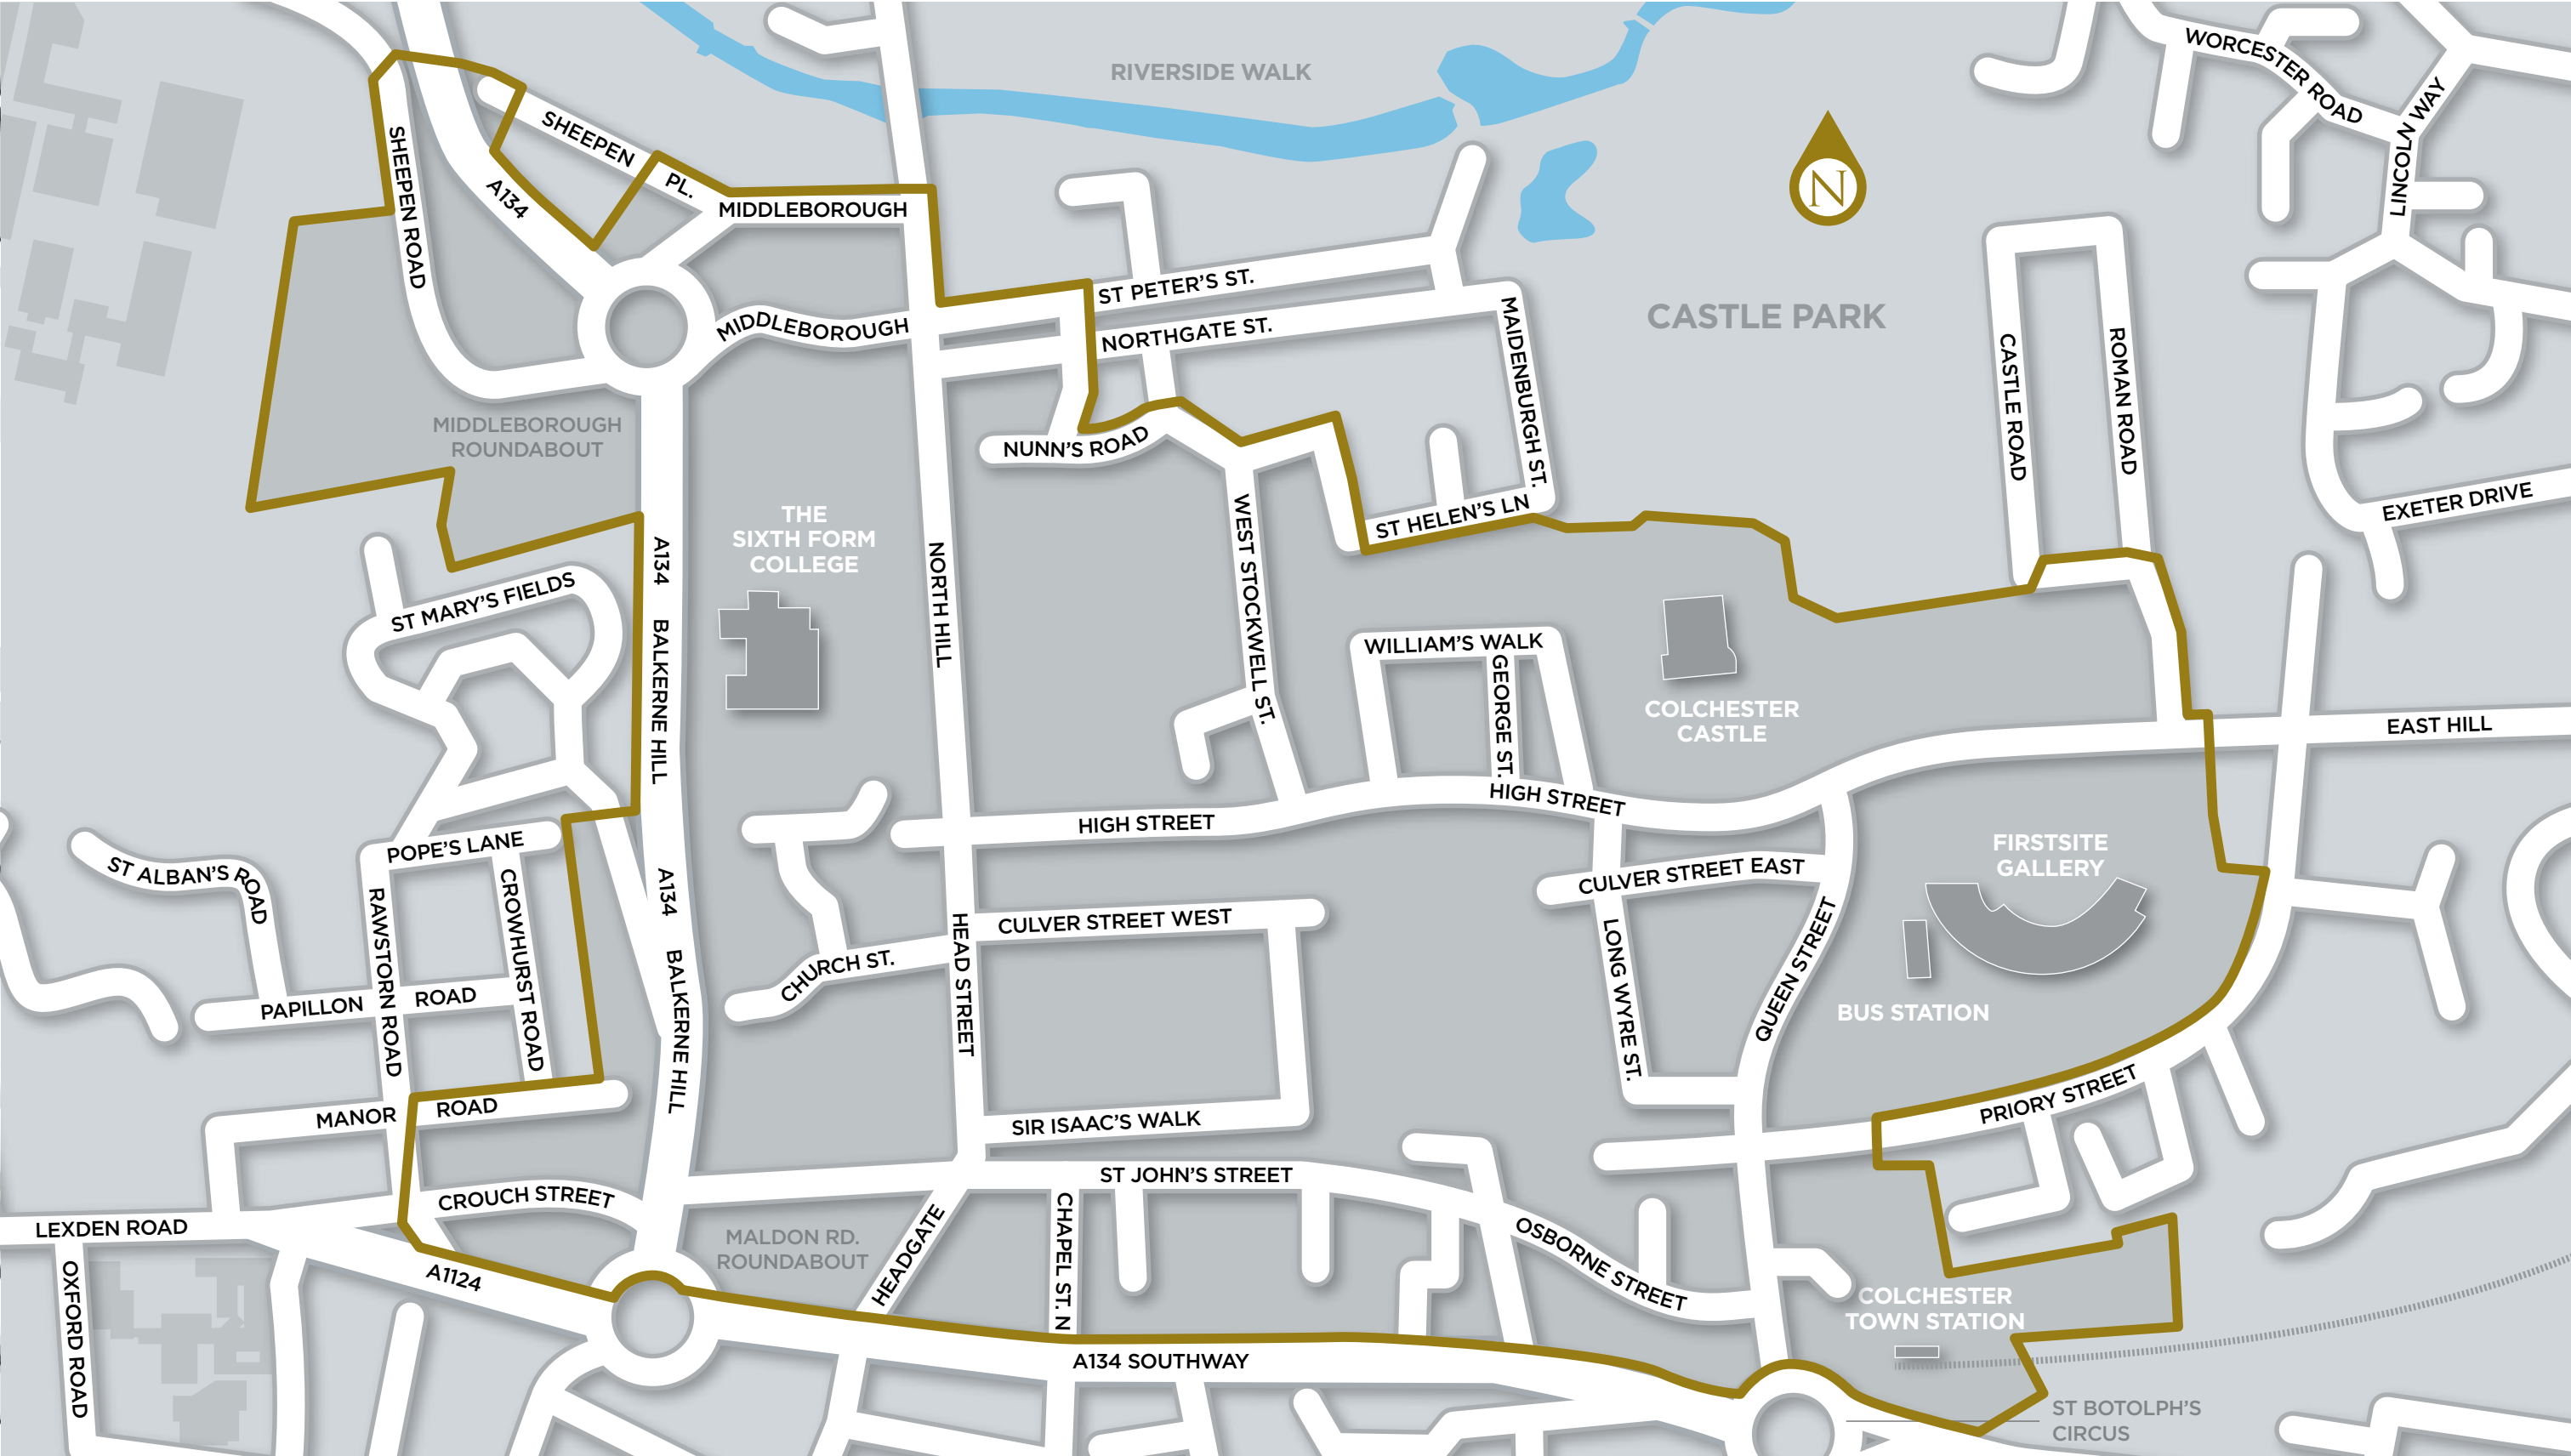 WORCESTER ROAD
RIVERSIDE WALK
LINCOLN WAY
SHEEPEN
PL.
SHEEPEN ROAD
A134
N
MIDDLEBOROUGH
ST PETER'S ST.
CASTLE PARK
MIDDLEBOROUGH
NORTHGATE ST.
MAIDENBURGH ST.
CASTLE ROAD
ROMAN ROAD
MIDDLEBOROUGH
ROUNDABOUT
NUNN'S ROAD
EXETER DRIVE
THE
SIXTH FORM
COLLEGE
ST HELEN'S LN
WEST STOCKWELL ST.
A134
BALKERNE HILL
NORTH HILL
ST MARY'S FIELDS
WILLIAM'S WALK
GEORGE ST.
COLCHESTER
CASTLE
EAST HILL
HIGH STREET
HIGH STREET
POPE'S LANE
FIRSTSITE
GALLERY
ST ALBAN'S ROAD
CULVER STREET EAST
RAWSTORN ROAD
CROWHURST ROAD
A134
BALKERNE HILL
CULVER STREET WEST
HEAD STREET
CHURCH ST.
LONG WYRE ST.
QUEEN STREET
PAPILLON
ROAD
BUS STATION
MANOR
ROAD
SIR ISAAC'S WALK
PRIORY STREET
ST JOHN'S STREET
CROUCH STREET
LEXDEN ROAD
MALDON RD.
ROUNDABOUT
HEADGATE
CHAPEL ST. N
OSBORNE STREET
A1124
OXFORD ROAD
COLCHESTER
TOWN STATION
A134 SOUTHWAY
ST BOTOLPH'S
CIRCUS